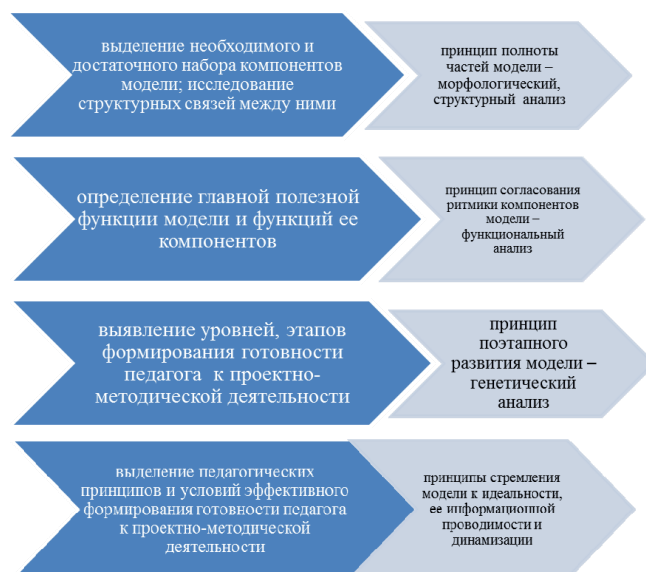 выделение необходимого и
достаточного набора компонентов
модели; исследование
структурных связей между ними
принцип полноты
частей модели –
морфологический,
структурный анализ
определение главной полезной
функции модели и функций ее
компонентов
принцип согласования
ритмики компонентов
модели –
функциональный
анализ
выявление уровней, этапов
формирования готовности
педагога к проектно-
методической деятельности
принцип
поэтапного
развития модели –
генетический
анализ
выделение педагогических
принципов и условий эффективного
формирования готовности педагога
к проектно-методической
деятельности
принципы стремления
модели к идеальности,
ее информационной
проводимости и
динамизации